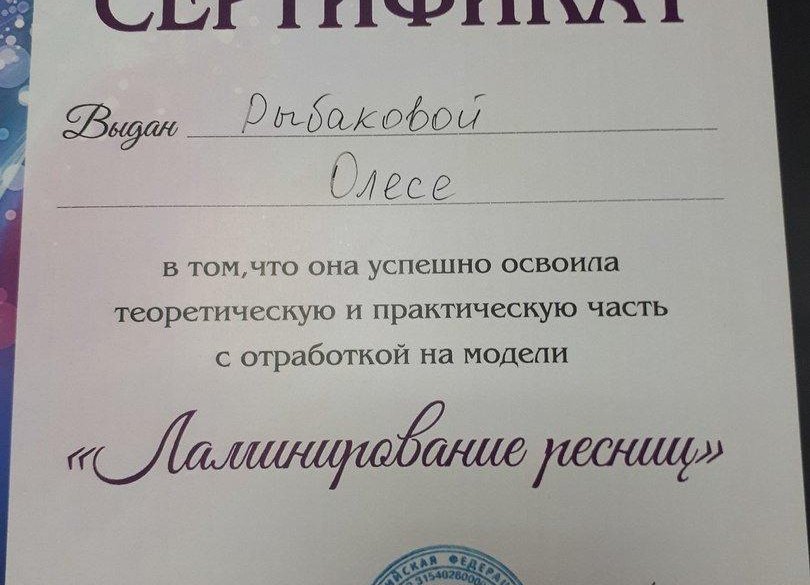 СЕРТИФИКАТ
Выдан Рыбаковой
Олесе
в том,что она успешно освоила
теоретическую и практическую часть
с отработкой на модели
«Ламинирование ресниц»